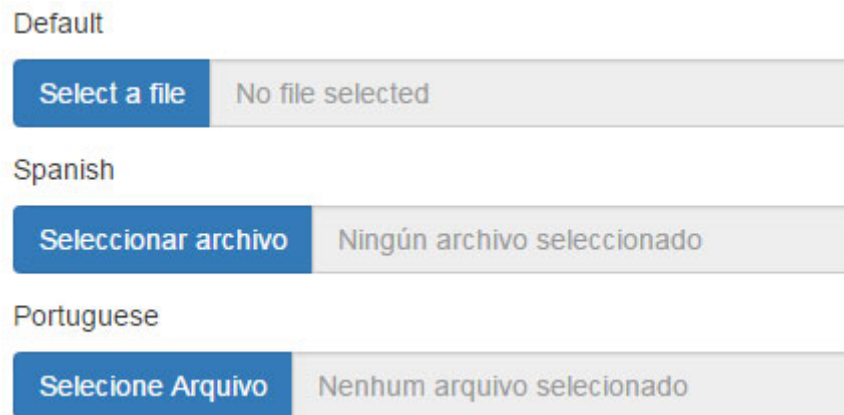 Default
Select a file No file selected
Spanish
Seleccionar archivo Ningún archivo seleccionado
Portuguese
Selecione Arquivo Nenhum arquivo selecionado